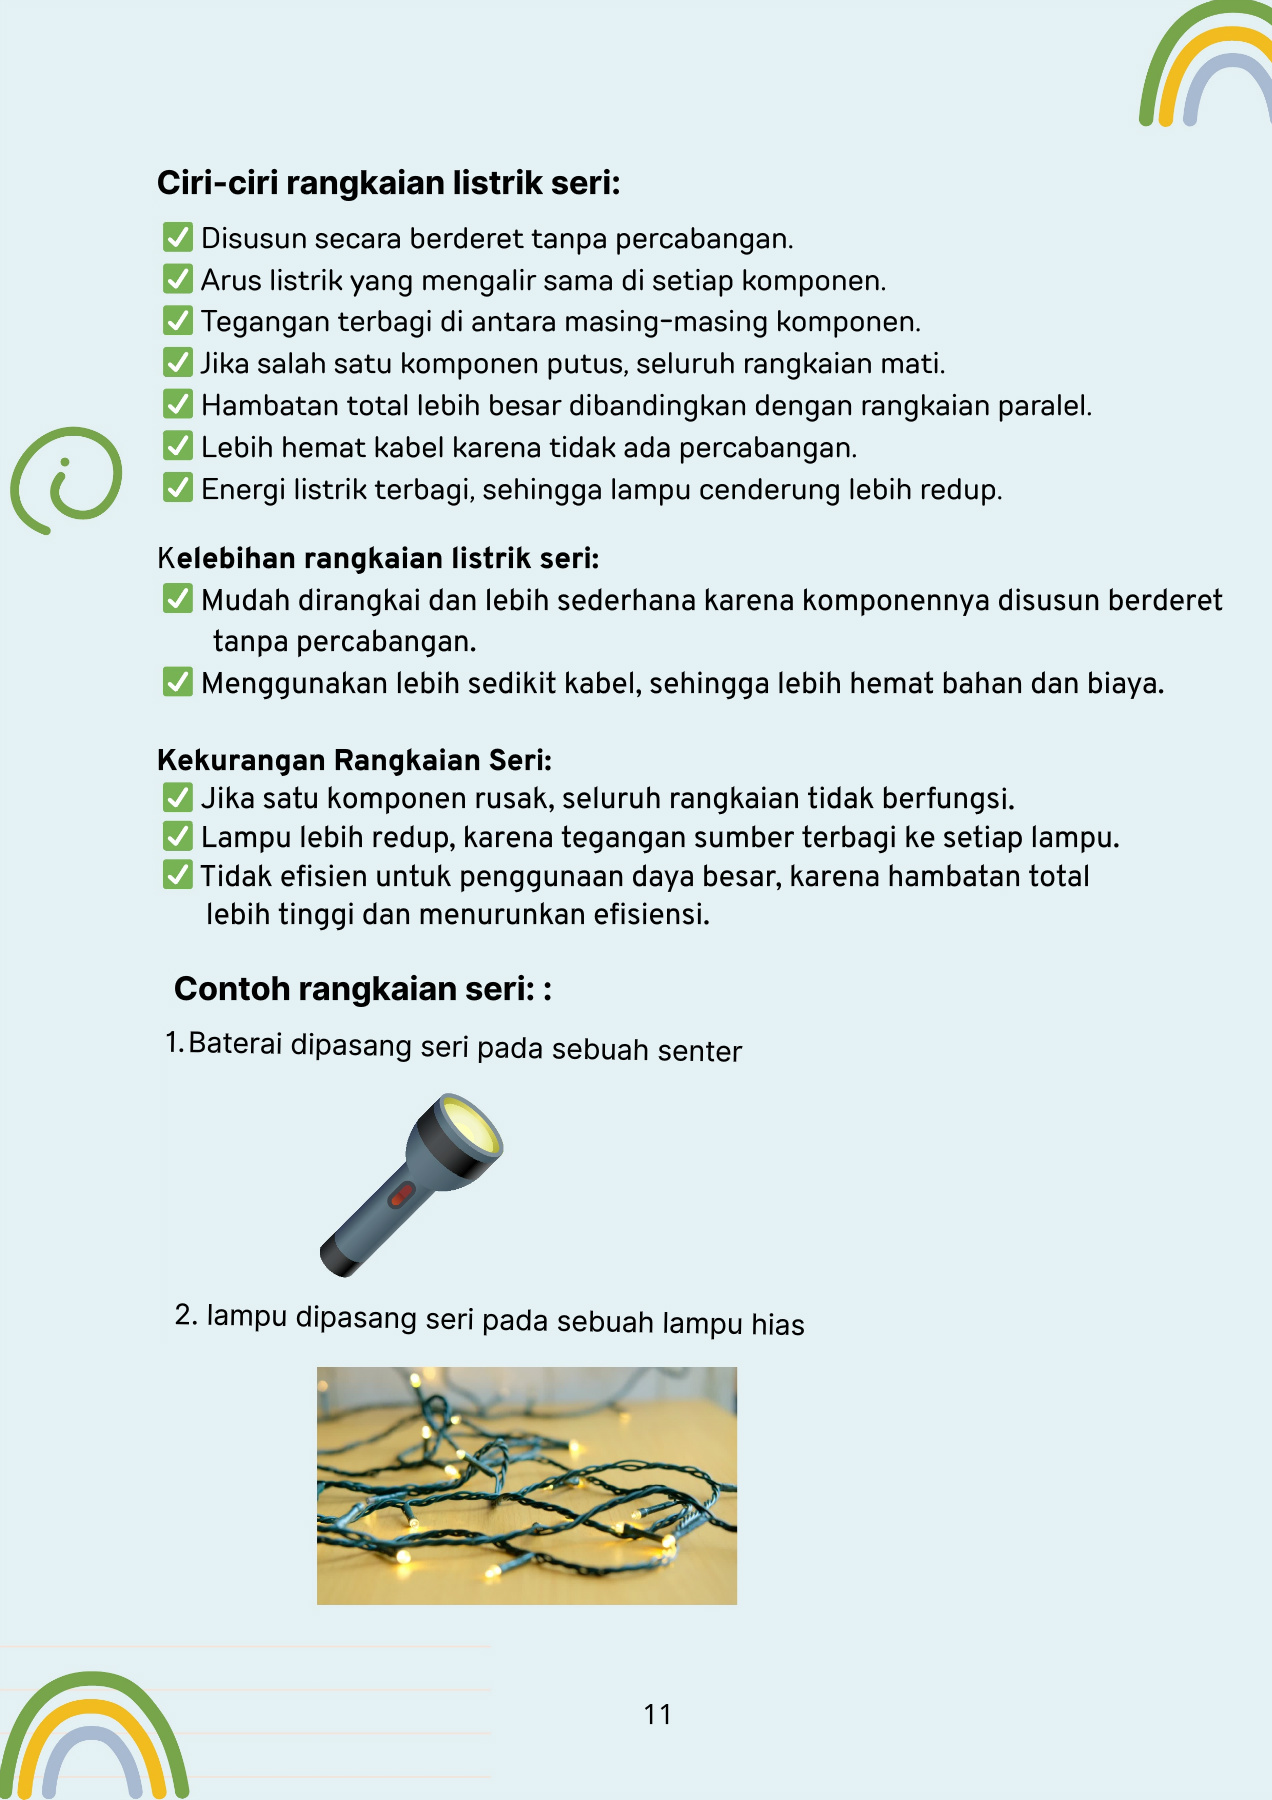 Ciri-ciri rangkaian listrik seri:
✅ Disusun secara berderet tanpa percabangan.
✅ Arus listrik yang mengalir sama di setiap komponen.
✅ Tegangan terbagi di antara masing-masing komponen.
✅ Jika salah satu komponen putus, seluruh rangkaian mati.
✅ Hambatan total lebih besar dibandingkan dengan rangkaian paralel.
✅ Lebih hemat kabel karena tidak ada percabangan.
✅ Energi listrik terbagi, sehingga lampu cenderung lebih redup.
Kelebihan rangkaian listrik seri:
✅ Mudah dirangkai dan lebih sederhana karena komponennya disusun berderet
tanpa percabangan.
✅ Menggunakan lebih sedikit kabel, sehingga lebih hemat bahan dan biaya.
Kekurangan Rangkaian Seri:
✅ Jika satu komponen rusak, seluruh rangkaian tidak berfungsi.
✅ Lampu lebih redup, karena tegangan sumber terbagi ke setiap lampu.
✅ Tidak efisien untuk penggunaan daya besar, karena hambatan total
lebih tinggi dan menurunkan efisiensi.
Contoh rangkaian seri: :
1. Baterai dipasang seri pada sebuah senter
2. lampu dipasang seri pada sebuah lampu hias
11